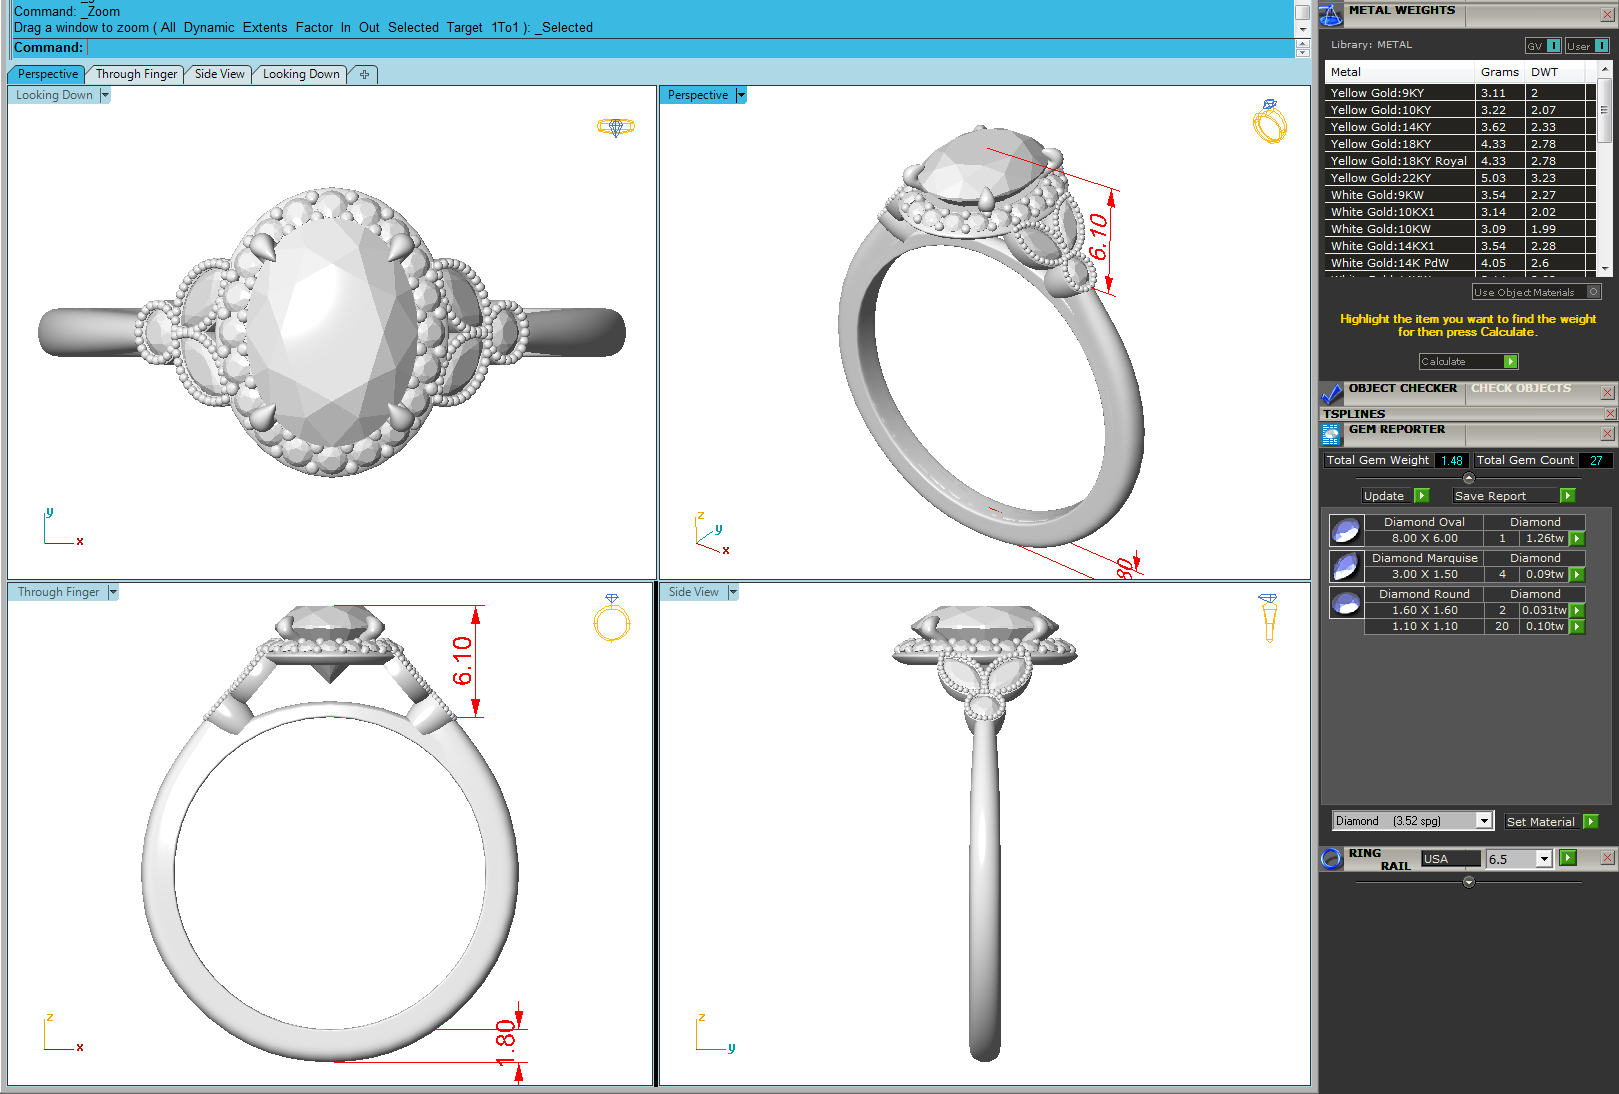 Command: _Zoom
Drag a window to zoom ( All Dynamic Extents Factor In Out Selected Target 1To1 ): _Selected
Command:
Perspective Through Finger Side View Looking Down
Looking Down
y
x
Perspective
6.10
80
z
y
x
Through Finger
6.10
1.80
z
x
Side View
z
y
METAL WEIGHTS
Library: METAL GV I User I
Metal Grams DWT
Yellow Gold:9KY 3.11 2
Yellow Gold:10KY 3.22 2.07
Yellow Gold:14KY 3.62 2.33
Yellow Gold:18KY 4.33 2.78
Yellow Gold:18KY Royal 4.33 2.78
Yellow Gold:22KY 5.03 3.23
White Gold:9KW 3.54 2.27
White Gold:10KX1 3.14 2.02
White Gold:10KW 3.09 1.99
White Gold:14KX1 3.54 2.28
White Gold:14K PdW 4.05 2.6
Use Object Materials O
Highlight the item you want to find the weight
for then press Calculate.
Calculate
OBJECT CHECKER CHECK OBJECTS
TSPLINES
GEM REPORTER
Total Gem Weight 1.48 Total Gem Count 27
Update Save Report
Diamond Oval Diamond
8.00 X 6.00 1 1.26tw
Diamond Marquise Diamond
3.00 X 1.50 4 0.09tw
Diamond Round Diamond
1.60 X 1.60 2 0.031tw
1.10 X 1.10 20 0.10tw
Diamond (3.52 spg) Set Material
RING RAIL USA 6.5